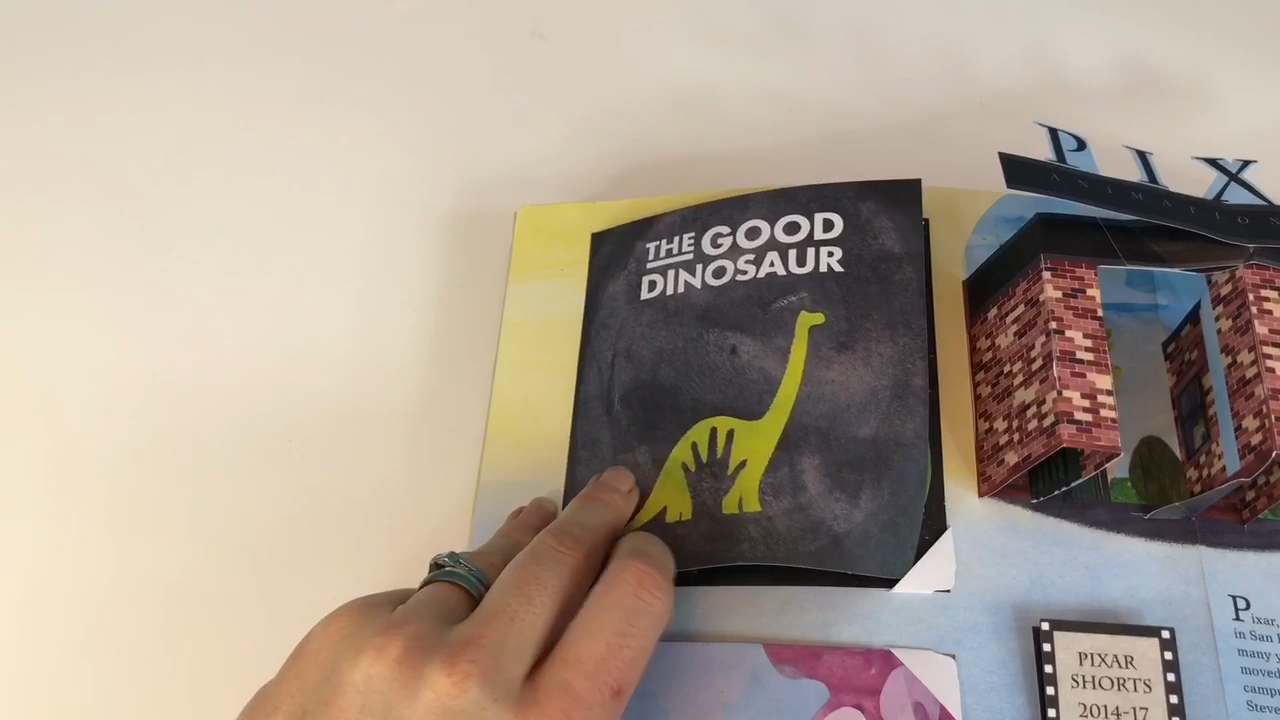 THE GOOD
DINOSAUR
PIX
ANIMATION
PIXAR
SHORTS
2014-17
Pixar,
in San
many
moved
camp
Steve